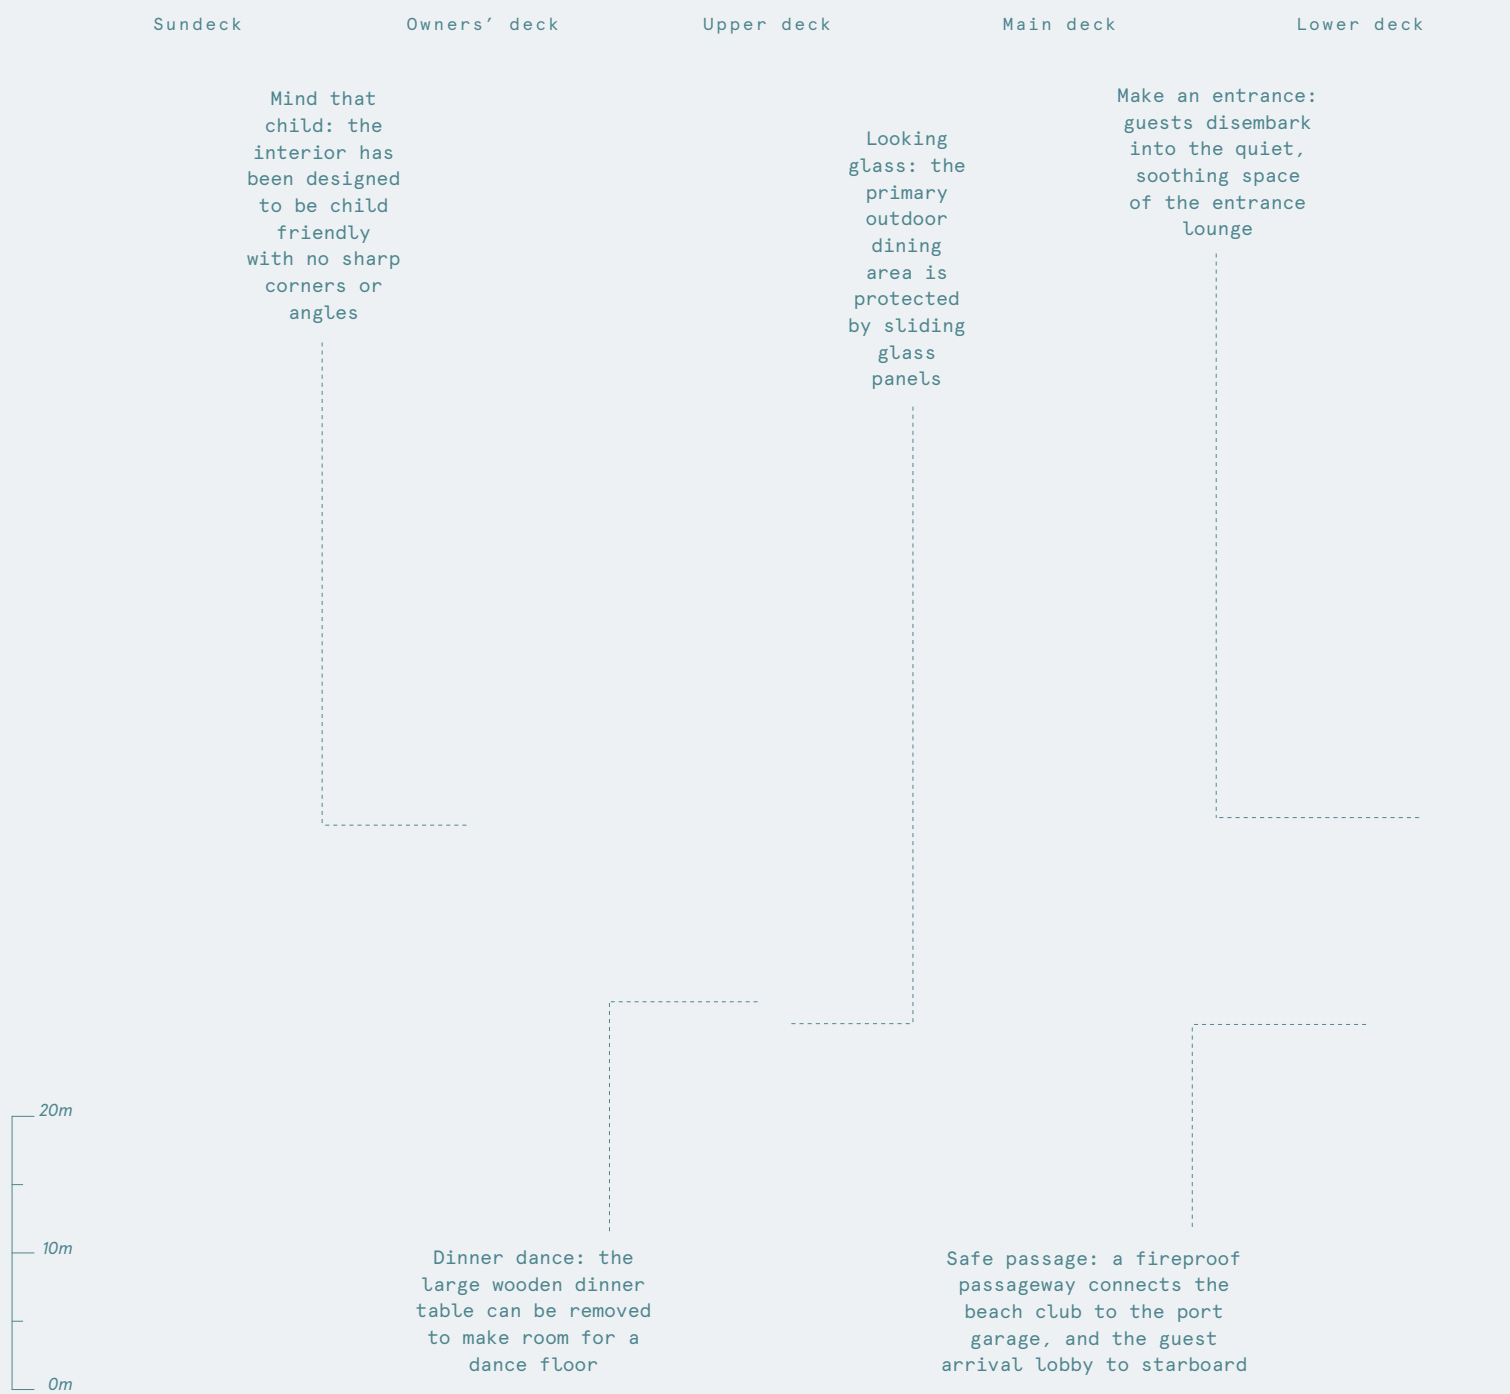 Sundeck
Owners’ deck
Upper deck
Main deck
Lower deck
Mind that
child: the
interior has
been designed
to be child
friendly
with no sharp
corners or
angles
Looking
glass: the
primary
outdoor
dining
area is
protected
by sliding
glass
panels
Make an entrance:
guests disembark
into the quiet,
soothing space
of the entrance
lounge
20m
10m
0m
Dinner dance: the
large wooden dinner
table can be removed
to make room for a
dance floor
Safe passage: a fireproof
passageway connects the
beach club to the port
garage, and the guest
arrival lobby to starboard